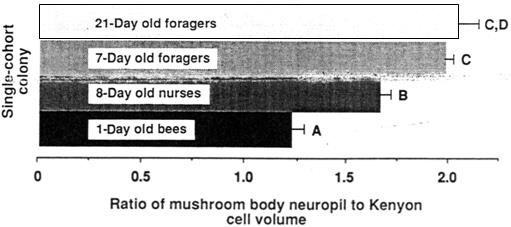 21-Day old foragers
C,D
7-Day old foragers
C
8-Day old nurses
B
1-Day old bees
A
Single-cohort
colony
0 0.5 1.0 1.5 2.0
Ratio of mushroom body neuropil to Kenyon
cell volume